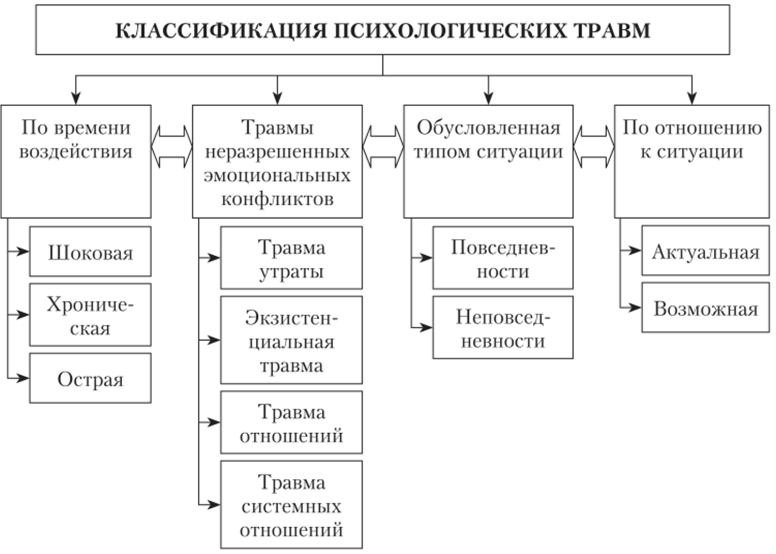 КЛАССИФИКАЦИЯ ПСИХОЛОГИЧЕСКИХ ТРАВМ
По времени
воздействия
Шоковая
Хрониче-
ская
Острая
Травмы
неразрешенных
эмоциональных
конфликтов
Травма
утраты
Экзистен-
циальная
травма
Травма
отношений
Травма
системных
отношений
Обусловленная
типом ситуации
Повседнев-
ности
Неповсед-
невности
По отношению
к ситуации
Актуальная
Возможная